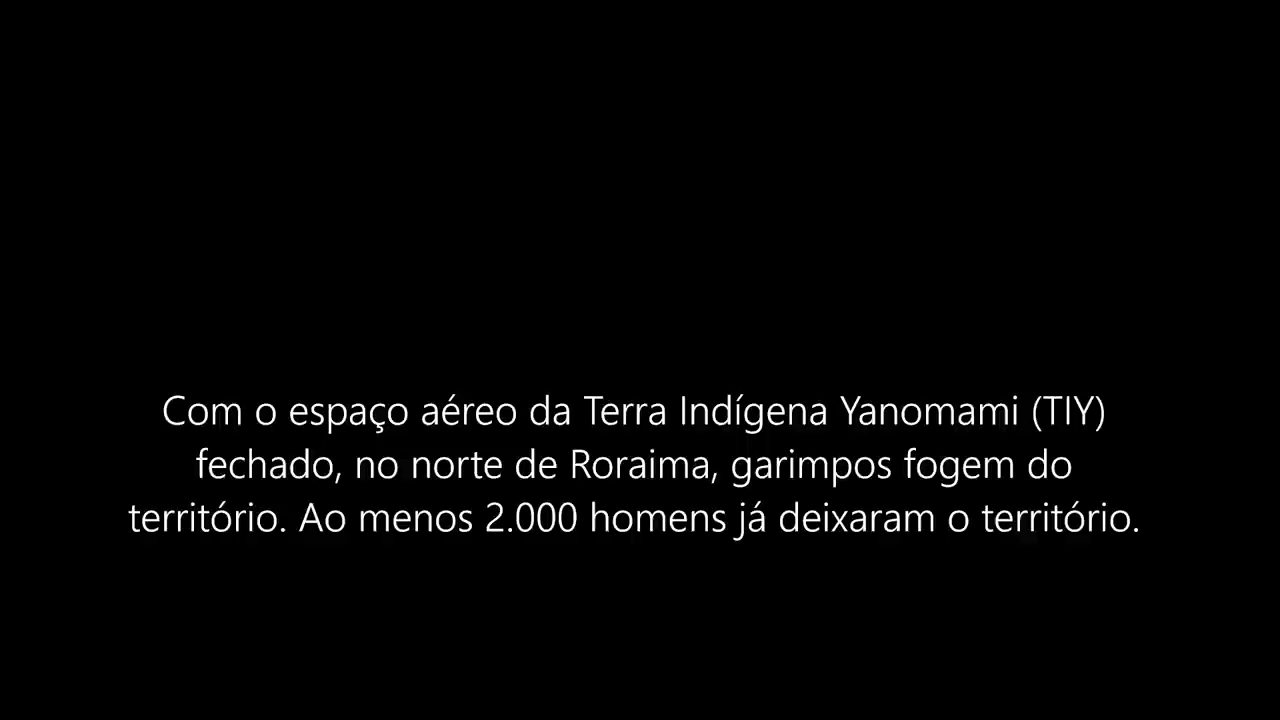 Com o espaço aéreo da Terra Indígena Yanomami (TIY)
fechado, no norte de Roraima, garimpos fogem do
território. Ao menos 2.000 homens já deixaram o território.